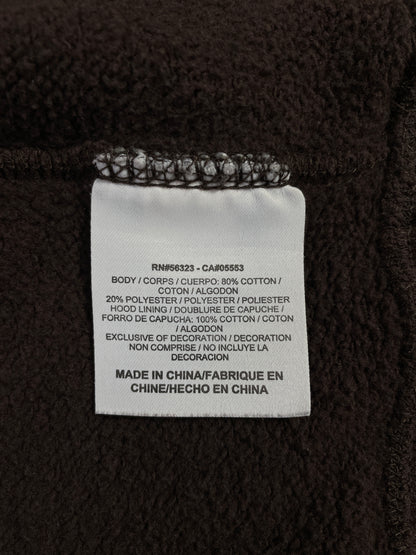 RN#56323 - CA#05553
BODY / CORPS / CUERPO: 80% COTTON /
COTON / ALGODON
20% POLYESTER / POLYESTER / POLIESTER
HOOD LINING / DOUBLURE DE CAPUCHE /
FORRO DE CAPUCHA: 100% COTTON / COTON
/ ALGODON
EXCLUSIVE OF DECORATION / DECORATION
NON COMPRISE / NO INCLUYE LA
DECORACION
MADE IN CHINA/FABRIQUE EN
CHINE/HECHO EN CHINA